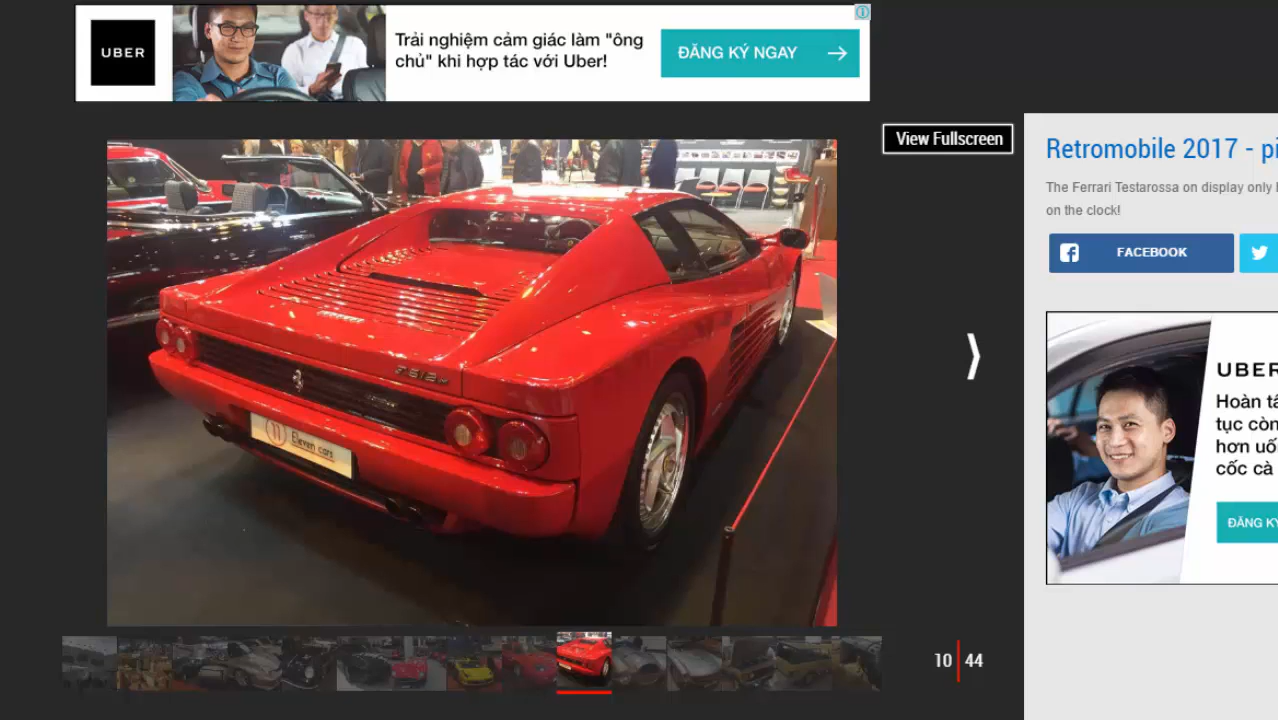 UBER
Trải nghiệm cảm giác làm "ông
chủ" khi hợp tác với Uber!
ĐĂNG KÝ NGAY
View Fullscreen
Retromobile 2017 - pi
The Ferrari Testarossa on display only
on the clock!
FACEBOOK
F512M
11 Eleven cars
UBER
Hoàn tấ
tục còn
hơn uố
cốc cà
ĐĂNG K
10 44